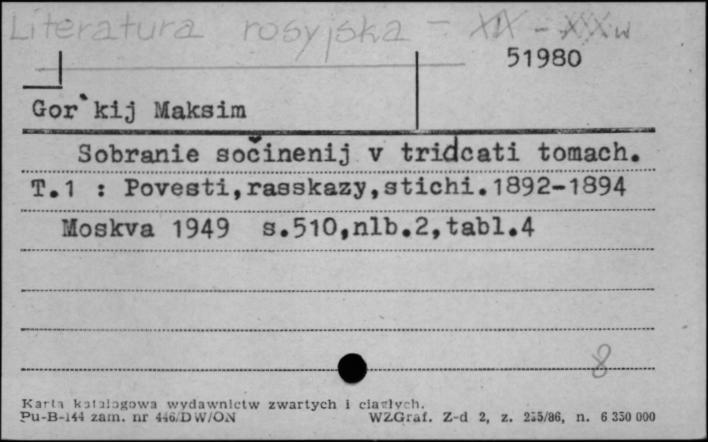 Literatura rosyjska - XIX - XXw
51980
Gor`kij Maksim
Sobranie sočinenij v tridcati tomach.
T.1 : Povesti,rasskazy,stichi.1892-1894
Moskva 1949 s.510,nlb.2,tabl.4
8
Karta katalogowa wydawnictw zwartych i ciągłych.
Pu-B-144 zam. nr 446/DW/ON WZGraf. Z-d 2, z. 255/86, n. 6 350 000